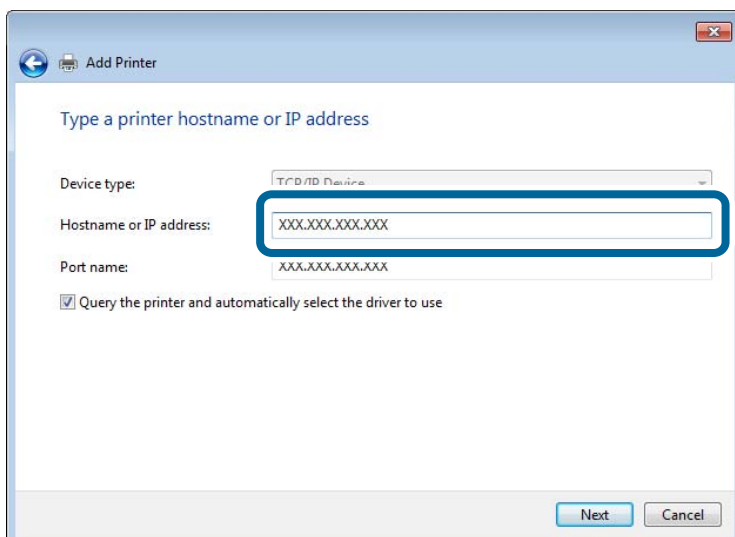 Add Printer
Type a printer hostname or IP address
Device type: TCP/IP Device
Hostname or IP address: XXX.XXX.XXX.XXX
Port name: XXX.XXX.XXX.XXX
Query the printer and automatically select the driver to use
Next Cancel